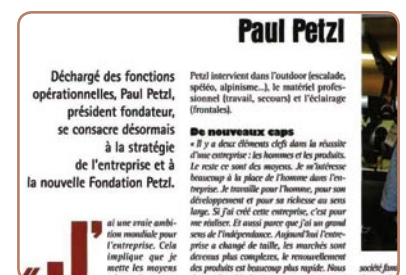 Paul Petzl
Déchargé des fonctions
opérationnelles, Paul Petzl,
président fondateur,
se consacre désormais
à la stratégie
de l'entreprise et à
la nouvelle Fondation Petzl.
« J'ai une vraie ambi-
tion mondiale pour
l'entreprise. Cela
implique que je
mette les moyens
Petzl intervient dans l'outdoor (escalade,
spéléo, alpinisme...), le matériel profes-
sionnel (travail, secours) et l'éclairage
(frontales).
De nouveaux caps
« Il y a deux éléments clefs dans la réussite
d'une entreprise : les hommes et les produits.
Le reste ce sont des moyens. Je m'intéresse
beaucoup à la place de l'homme dans l'en-
treprise. Je travaille pour l'homme, pour son
développement et pour sa richesse au sens
large. Si j'ai créé cette entreprise, c'est pour
me réaliser. Et aussi parce que j'ai un grand
sens de l'indépendance. Aujourd'hui l'entre-
prise a changé de taille, les marchés sont
devenus plus complexes, le renouvellement
des produits est beaucoup plus rapide. Nous
société fam